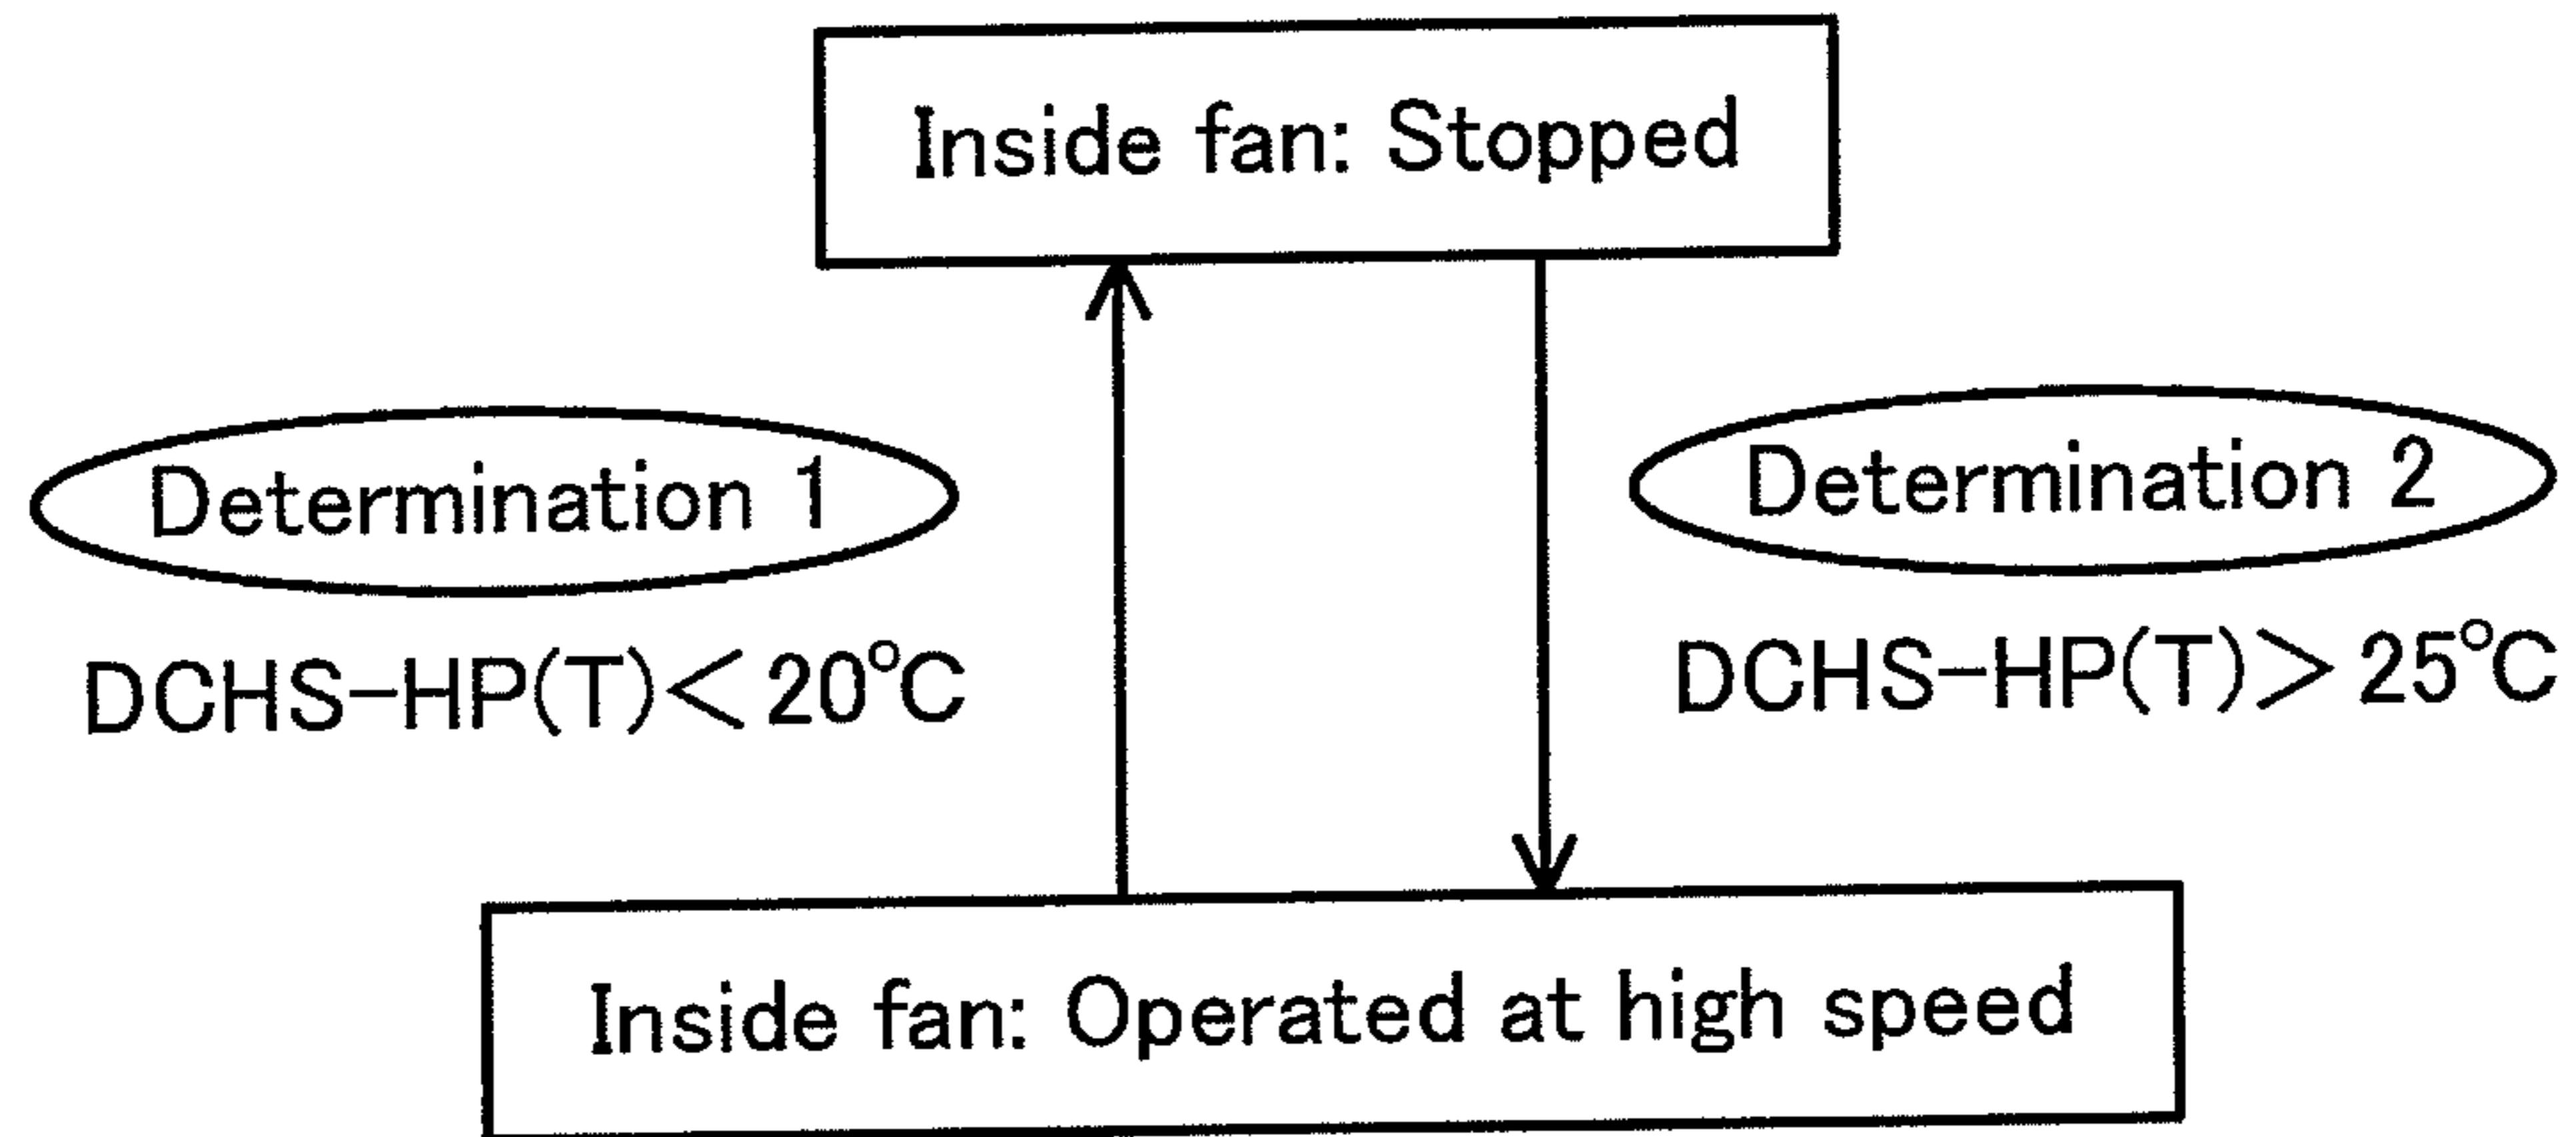 Inside fan: Stopped
Determination 1
Determination 2
DCHS-HP(T)<20℃
DCHS-HP(T)>25℃
Inside fan: Operated at high speed